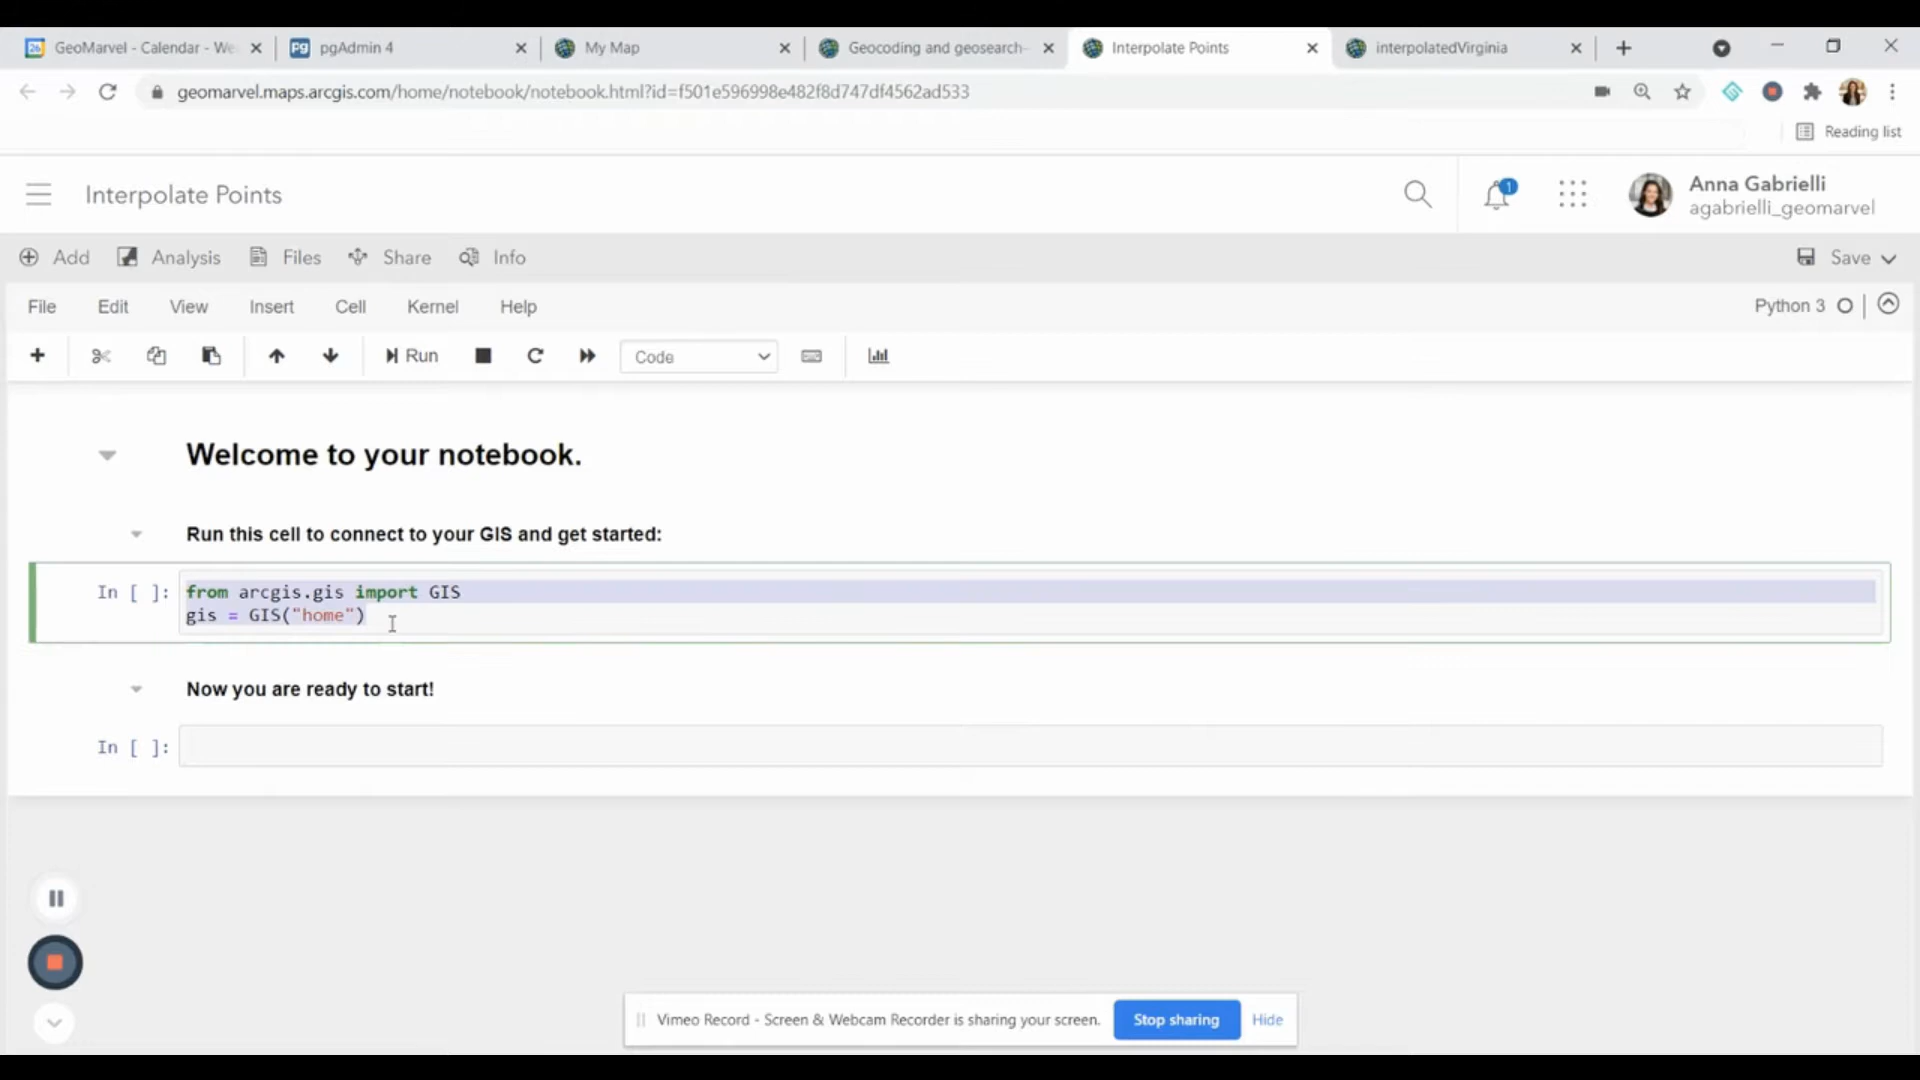 26 GeoMarvel - Calendar - We
Pg pgAdmin 4
My Map
Geocoding and geosearch-
Interpolate Points
interpolatedVirginia
geomarvel.maps.arcgis.com/home/notebook/notebook.html?id=f501e596998e482f8d747df4562ad533
Reading list
Interpolate Points
1
Anna Gabrielli
agabrielli_geomarvel
Add Analysis Files Share Info Save
File Edit View Insert Cell Kernel Help Python 3
Run Code
Welcome to your notebook.
Run this cell to connect to your GIS and get started:
In [ ]: from arcgis.gis import GIS
gis = GIS("home")
Now you are ready to start!
In [ ]:
Vimeo Record - Screen & Webcam Recorder is sharing your screen. Stop sharing Hide